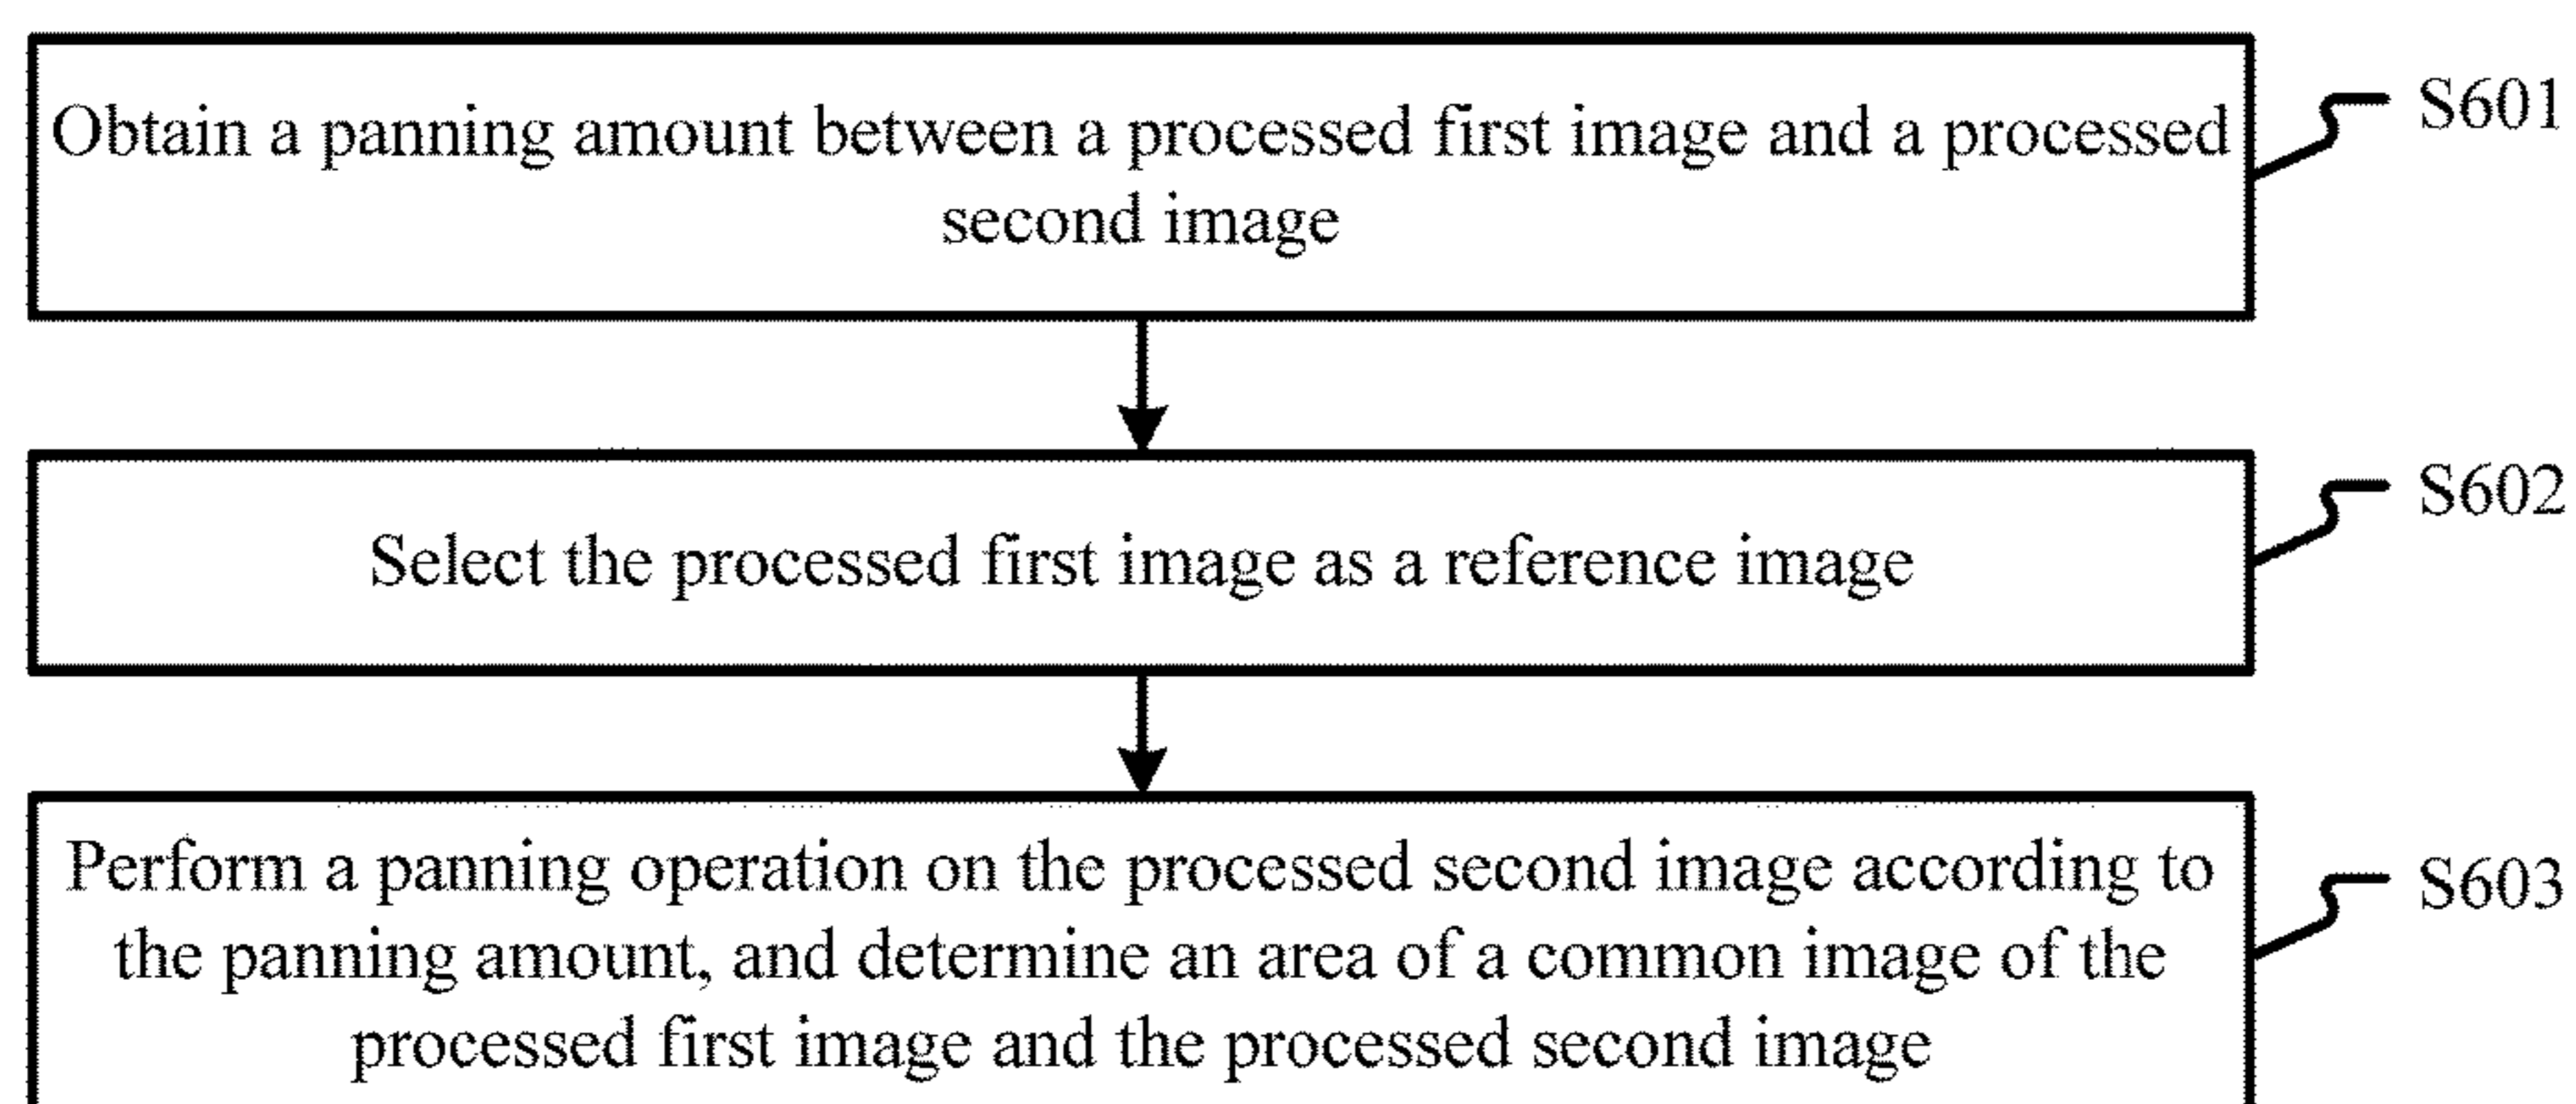 Obtain a panning amount between a processed first image and a processed
second image
S601
Select the processed first image as a reference image
S602
Perform a panning operation on the processed second image according to
the panning amount, and determine an area of a common image of the
processed first image and the processed second image
S603